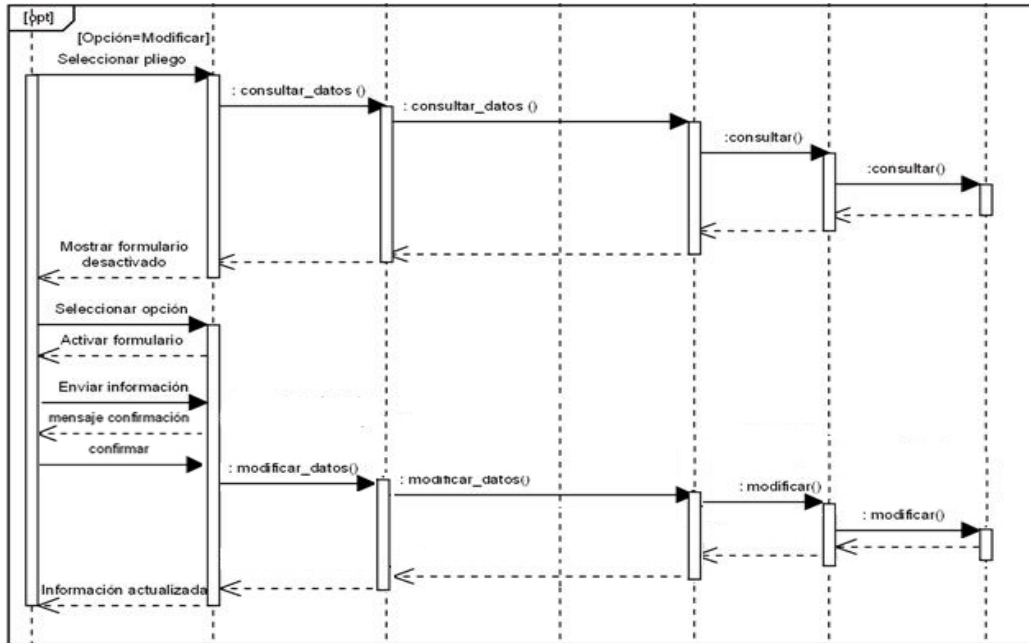 [opt]
[Opción=Modificar]
Seleccionar pliego
: consultar_datos ()
: consultar_datos ()
:consultar()
:consultar()
Mostrar formulario
desactivado
Seleccionar opción
Activar formulario
Enviar información
mensaje confirmación
confirmar
: modificar_datos()
: modificar_datos()
: modificar()
: modificar()
Información actualizada